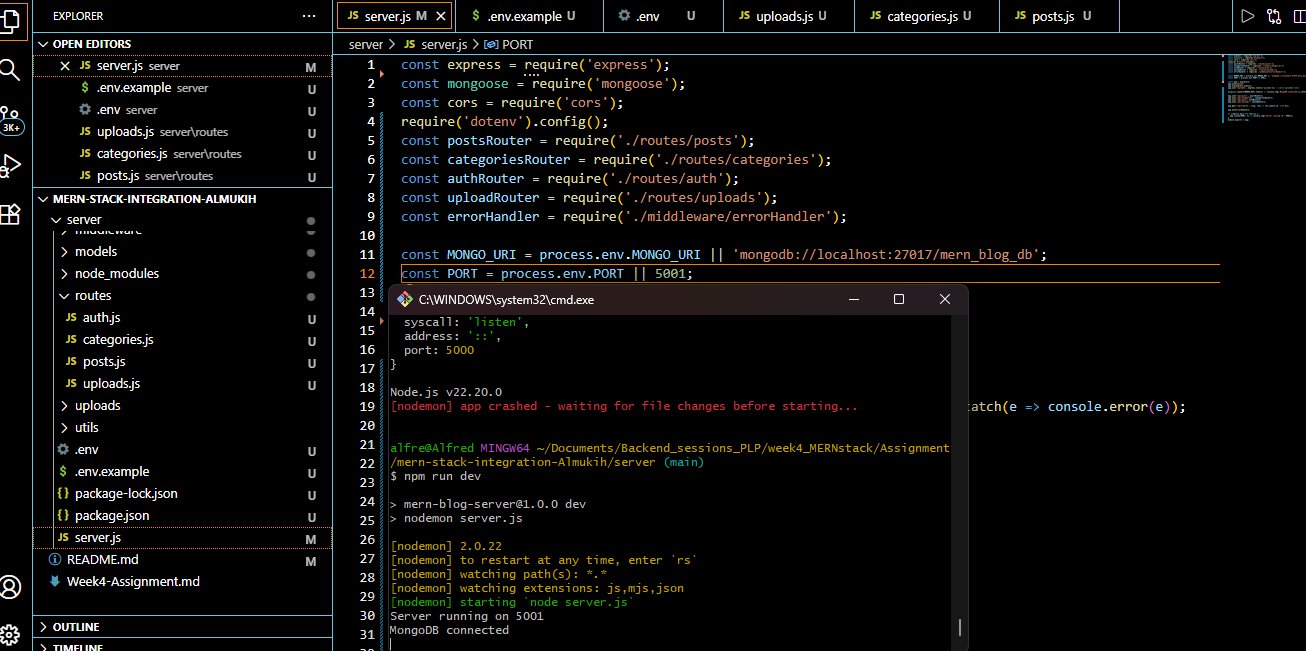 EXPLORER
OPEN EDITORS
JS server.js server M
$ .env.example server U
.env server U
JS uploads.js server\routes U
JS categories.js server\routes U
JS posts.js server\routes U
MERN-STACK-INTEGRATION-ALMUKIH
server
middleware
models
node_modules
routes
JS auth.js U
JS categories.js U
JS posts.js U
JS uploads.js U
uploads
utils
.env U
$ .env.example U
{} package-lock.json U
{} package.json U
JS server.js M
README.md M
Week4-Assignment.md
OUTLINE
TIMELINE
3K+
JS server.js M
$ .env.example U
.env U
JS uploads.js U
JS categories.js U
JS posts.js U
server > JS server.js > PORT
1 const express = require('express');
2 const mongoose = require('mongoose');
3 const cors = require('cors');
4 require('dotenv').config();
5 const postsRouter = require('./routes/posts');
6 const categoriesRouter = require('./routes/categories');
7 const authRouter = require('./routes/auth');
8 const uploadRouter = require('./routes/uploads');
9 const errorHandler = require('./middleware/errorHandler');
10
11 const MONGO_URI = process.env.MONGO_URI || 'mongodb://localhost:27017/mern_blog_db';
12 const PORT = process.env.PORT || 5001;
13
14
15
16
17
18
19 atch(e => console.error(e));
20
21
22
23
24
25
26
27
28
29
30
31
C:\WINDOWS\system32\cmd.exe
syscall: 'listen',
address: '::',
port: 5000
}
Node.js v22.20.0
[nodemon] app crashed - waiting for file changes before starting...
alfre@Alfred MINGW64 ~/Documents/Backend_sessions_PLP/week4_MERNstack/Assignment
/mern-stack-integration-Almukih/server (main)
$ npm run dev
> mern-blog-server@1.0.0 dev
> nodemon server.js
[nodemon] 2.0.22
[nodemon] to restart at any time, enter `rs`
[nodemon] watching path(s): *.*
[nodemon] watching extensions: js,mjs,json
[nodemon] starting `node server.js`
Server running on 5001
MongoDB connected